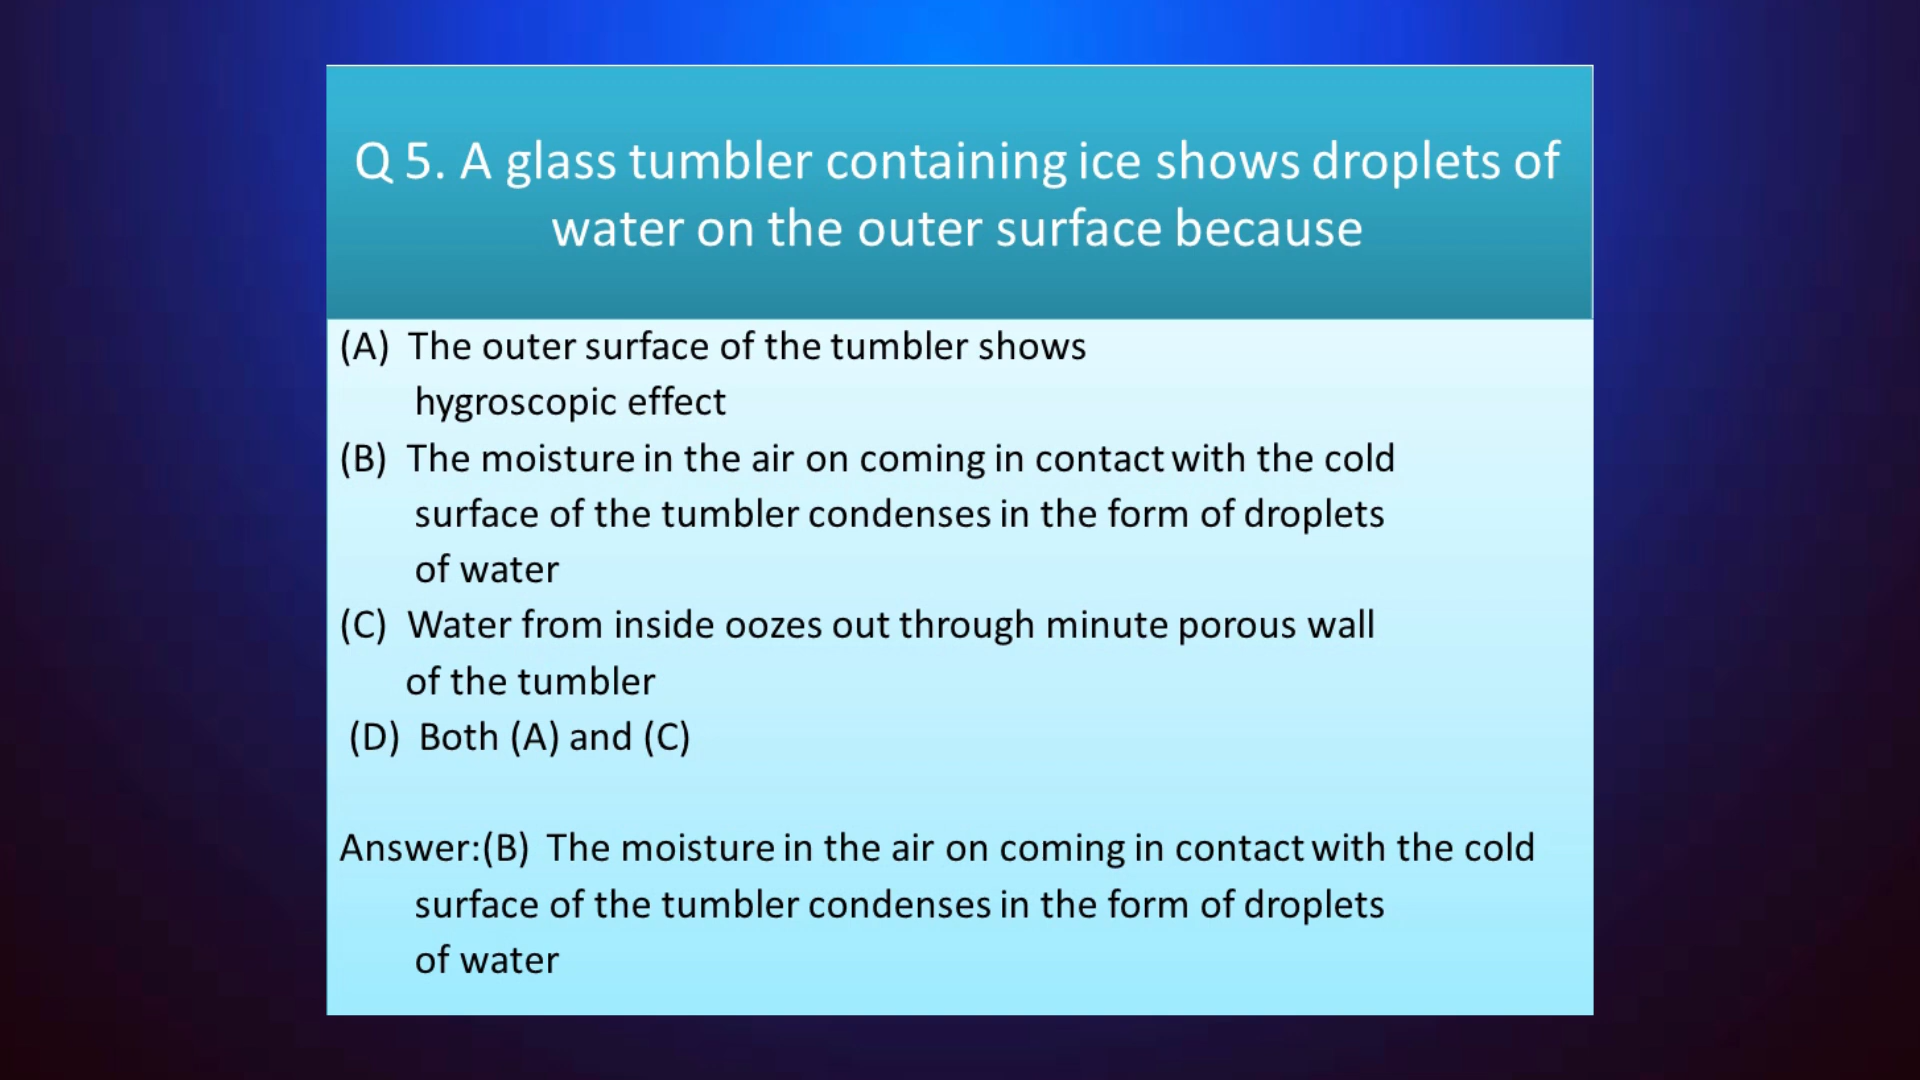 Q 5. A glass tumbler containing ice shows droplets of
water on the outer surface because
(A) The outer surface of the tumbler shows
hygroscopic effect
(B) The moisture in the air on coming in contact with the cold
surface of the tumbler condenses in the form of droplets
of water
(C) Water from inside oozes out through minute porous wall
of the tumbler
(D) Both (A) and (C)
Answer:(B) The moisture in the air on coming in contact with the cold
surface of the tumbler condenses in the form of droplets
of water